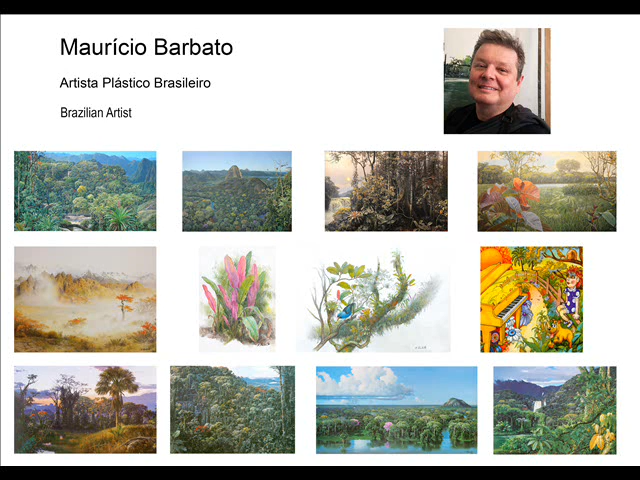 Maurício Barbato
Artista Plástico Brasileiro
Brazilian Artist